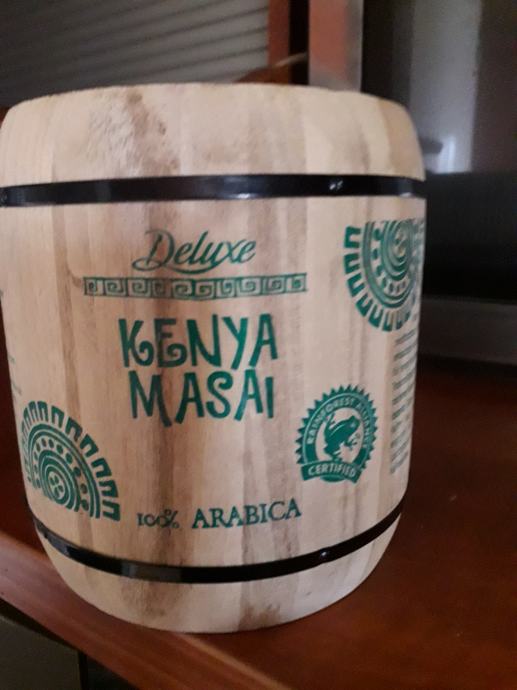 Deluxe
KENYA
MASAI
RAINFOREST ALLIANCE
CERTIFIED
100% ARABICA